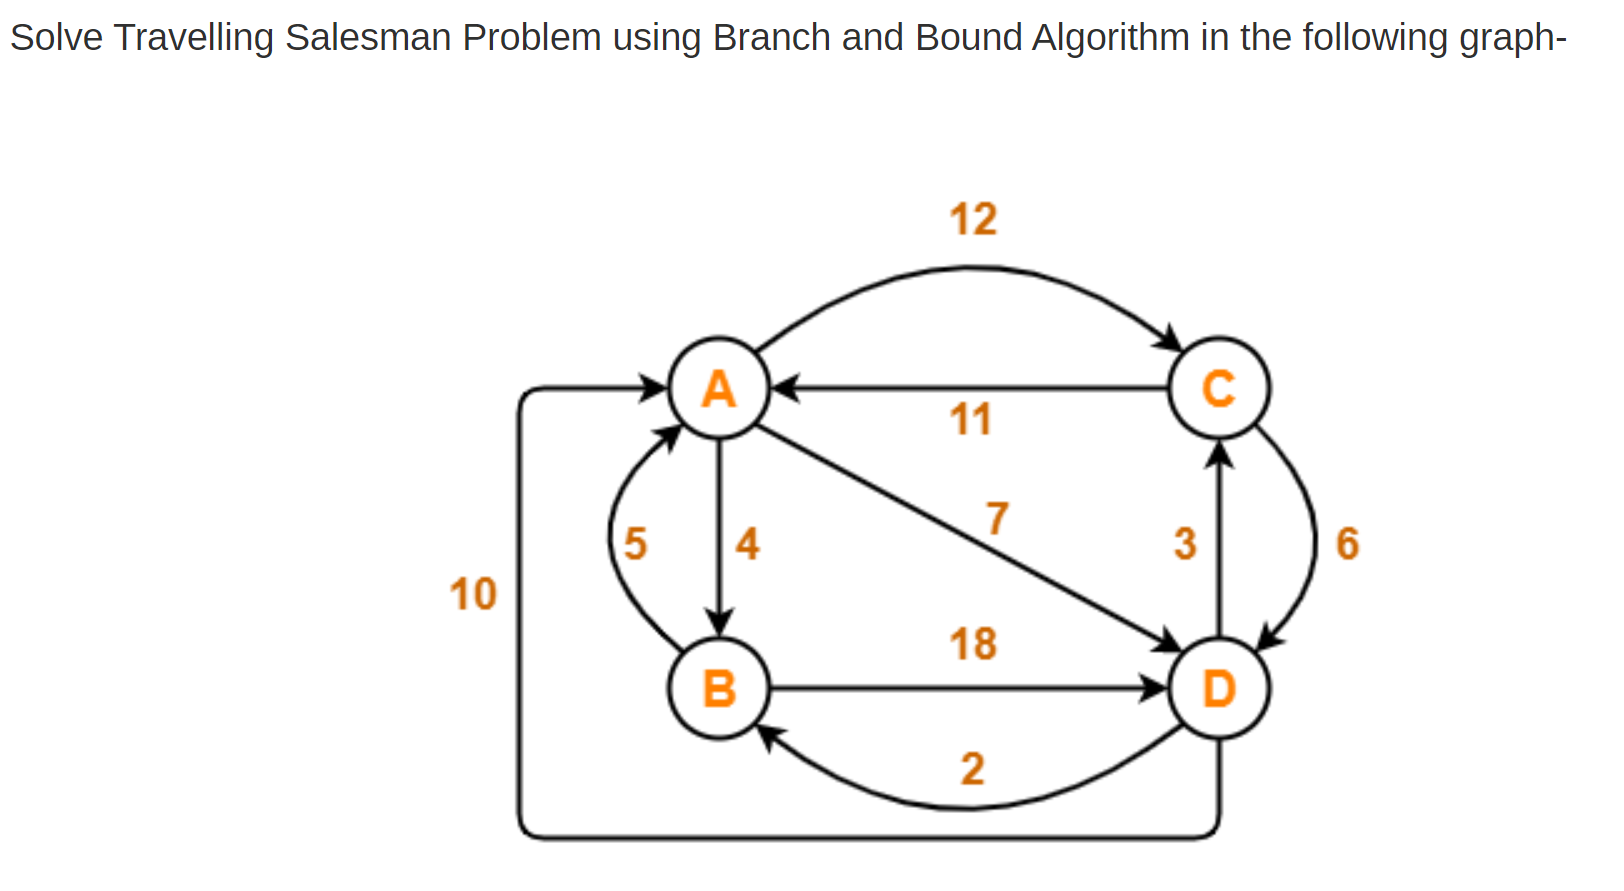 Solve Travelling Salesman Problem using Branch and Bound Algorithm in the following graph-
12
A
C
11
7
5
4
3
6
10
18
B
D
2